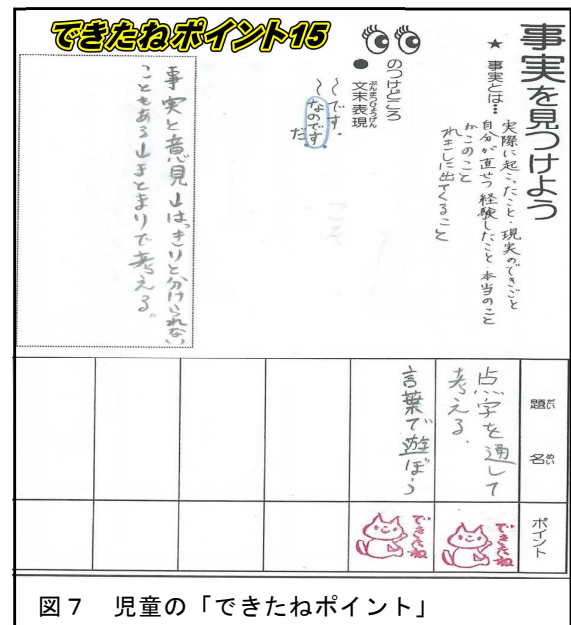 できたねポイント15
事実を見つけよう
★ 事実とは…
実際に起こったこと・現実のできごと
自分が直せつ経験したこと・本当のこと
かこのこと
れきしに出てくること
のつけどころ
● 文末表現
ぶんまつひょうげん
～です。
～なのです。
だ。
事実と意見↓はっきりと分けられない
こともある↓まとまりで考える。
題名
だいめい
ポイント
点字を通して
考える。
できたね
言葉で遊ぼう
できたね
図7 児童の「できたねポイント」